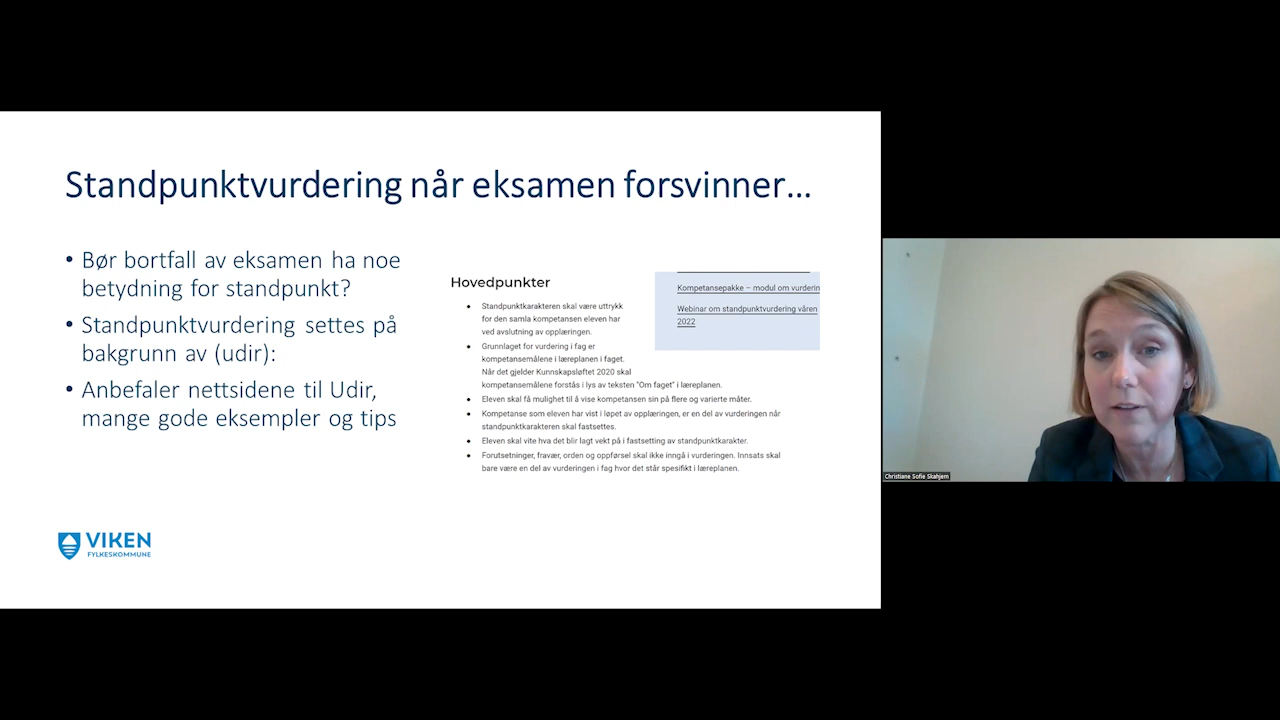 Standpunktvurdering når eksamen forsvinner...
• Bør bortfall av eksamen ha noe
betydning for standpunkt?
• Standpunktvurdering settes på
bakgrunn av (udir):
• Anbefaler nettsidene til Udir,
mange gode eksempler og tips
Hovedpunkter
• Standpunktkarakteren skal være uttrykk
for den samla kompetansen eleven har
ved avslutning av opplæringen.
• Grunnlaget for vurdering i fag er
kompetansemålene i læreplanen i faget.
Når det gjelder Kunnskapsløftet 2020 skal
kompetansemålene forstås i lys av teksten "Om faget" i læreplanen.
• Eleven skal få mulighet til å vise kompetansen sin på flere og varierte måter.
• Kompetanse som eleven har vist i løpet av opplæringen, er en del av vurderingen når
standpunktkarakteren skal fastsettes.
• Eleven skal vite hva det blir lagt vekt på i fastsetting av standpunktkarakter.
• Forutsetninger, fravær, orden og oppførsel skal ikke inngå i vurderingen. Innsats skal
bare være en del av vurderingen i fag hvor det står spesifikt i læreplanen.
Kompetansepakke – modul om vurderin
Webinar om standpunktvurdering våren
2022
VIKEN
FYLKESKOMMUNE
Christiane Sofie Skahjem